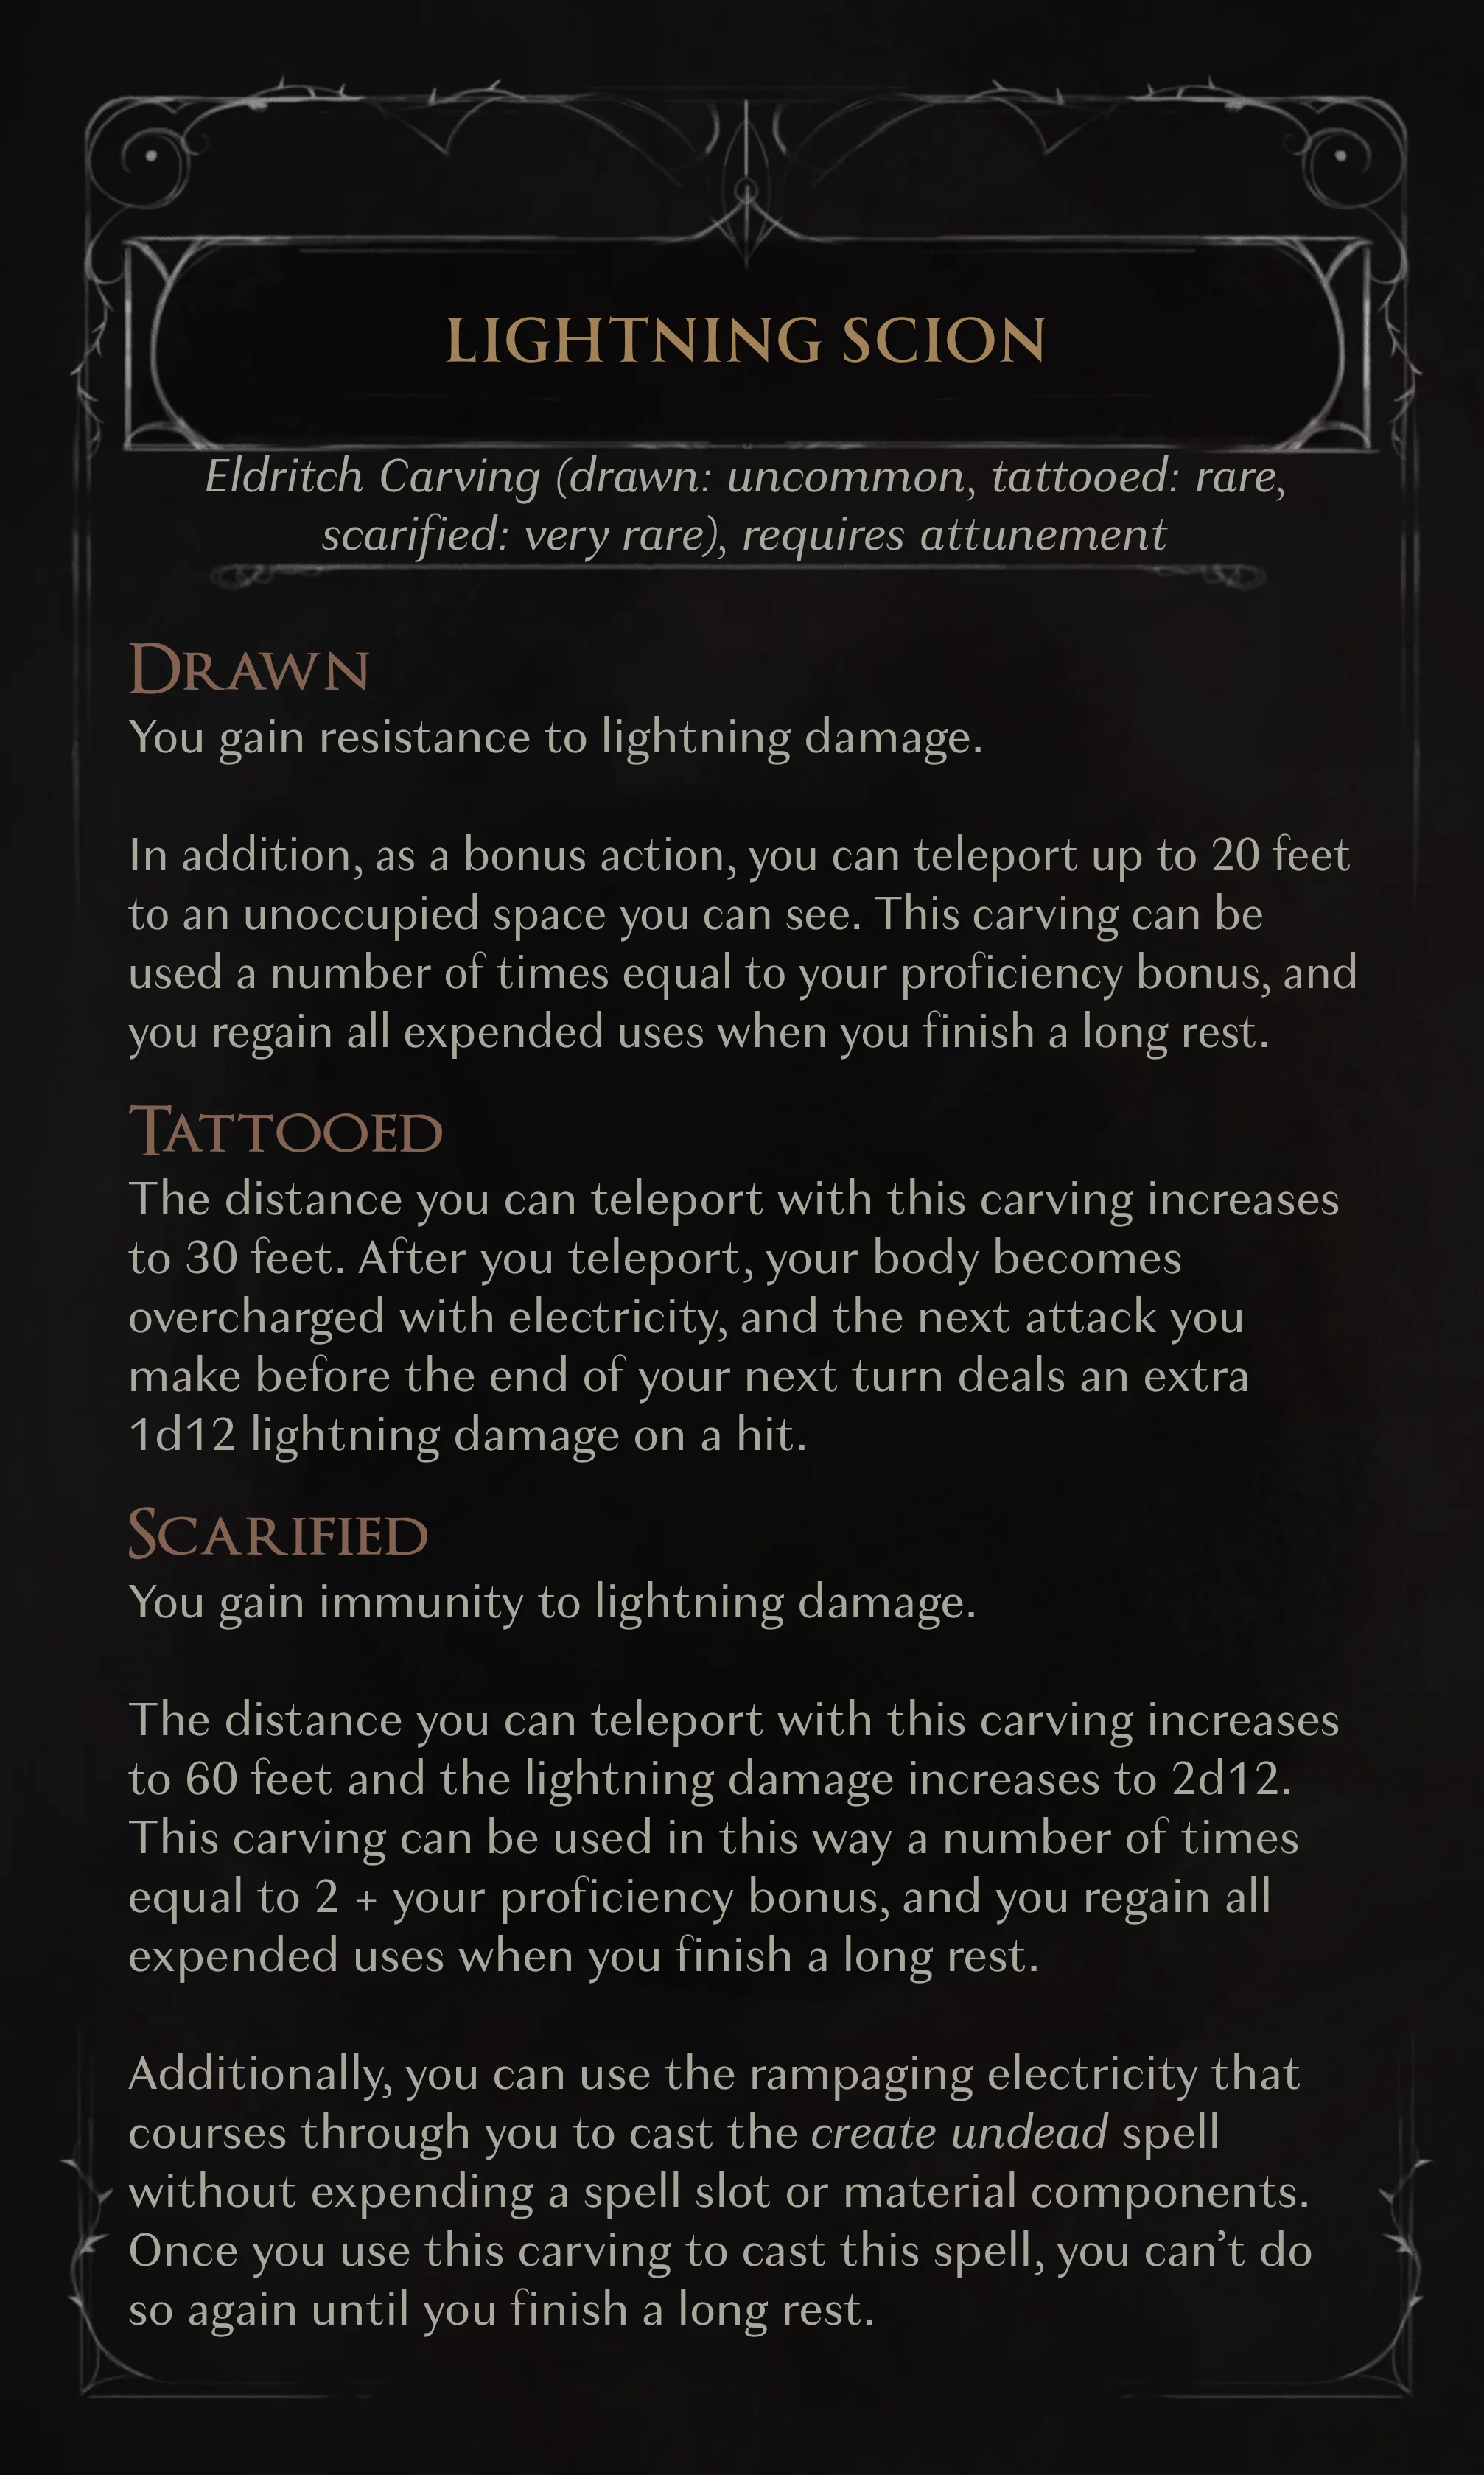 LIGHTNING SCION
Eldritch Carving (drawn: uncommon, tattooed: rare,
scarified: very rare), requires attunement
DRAWN
You gain resistance to lightning damage.
In addition, as a bonus action, you can teleport up to 20 feet
to an unoccupied space you can see. This carving can be
used a number of times equal to your proficiency bonus, and
you regain all expended uses when you finish a long rest.
TATTOOED
The distance you can teleport with this carving increases
to 30 feet. After you teleport, your body becomes
overcharged with electricity, and the next attack you
make before the end of your next turn deals an extra
1d12 lightning damage on a hit.
SCARIFIED
You gain immunity to lightning damage.
The distance you can teleport with this carving increases
to 60 feet and the lightning damage increases to 2d12.
This carving can be used in this way a number of times
equal to 2 + your proficiency bonus, and you regain all
expended uses when you finish a long rest.
Additionally, you can use the rampaging electricity that
courses through you to cast the create undead spell
without expending a spell slot or material components.
Once you use this carving to cast this spell, you can’t do
so again until you finish a long rest.